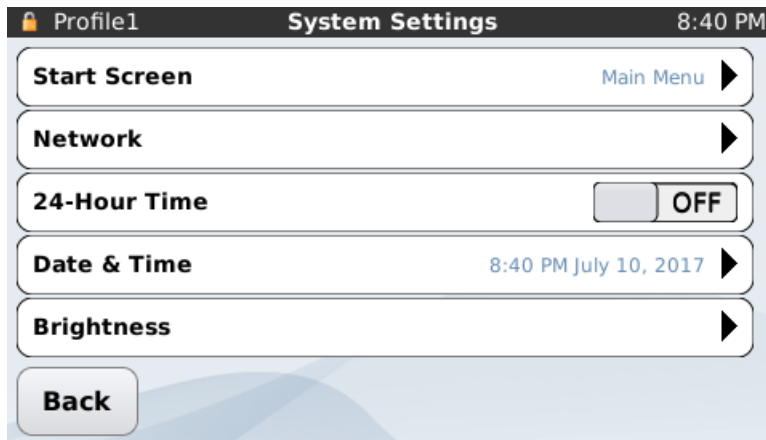 Profile1 System Settings 8:40 PM
Start Screen Main Menu
Network
24-Hour Time OFF
Date & Time 8:40 PM July 10, 2017
Brightness
Back